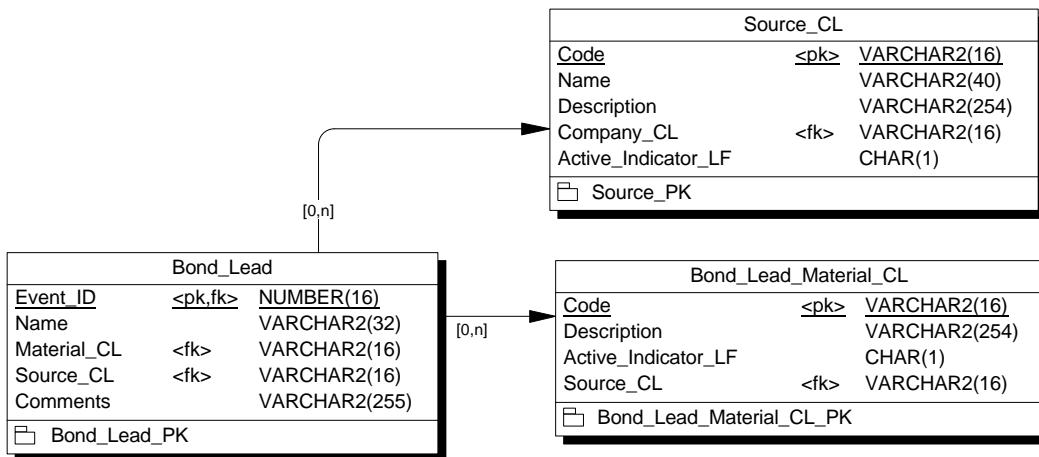 Source_CL
Code <pk> VARCHAR2(16)
Name VARCHAR2(40)
Description VARCHAR2(254)
Company_CL <fk> VARCHAR2(16)
Active_Indicator_LF CHAR(1)
Source_PK
[0,n]
Bond_Lead
Event_ID <pk,fk> NUMBER(16)
Name VARCHAR2(32)
Material_CL <fk> VARCHAR2(16)
Source_CL <fk> VARCHAR2(16)
Comments VARCHAR2(255)
Bond_Lead_PK
[0,n]
Bond_Lead_Material_CL
Code <pk> VARCHAR2(16)
Description VARCHAR2(254)
Active_Indicator_LF CHAR(1)
Source_CL <fk> VARCHAR2(16)
Bond_Lead_Material_CL_PK